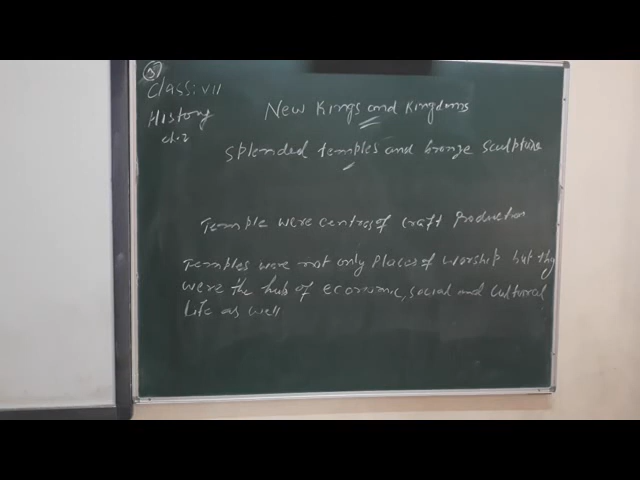 Class: VII
History
ch.2
New Kings and Kingdoms
Splended temples and bronze sculpture
Temple were centres of craft production
Temples were not only places of worship but they
were the hub of economic, social and cultural
life as well